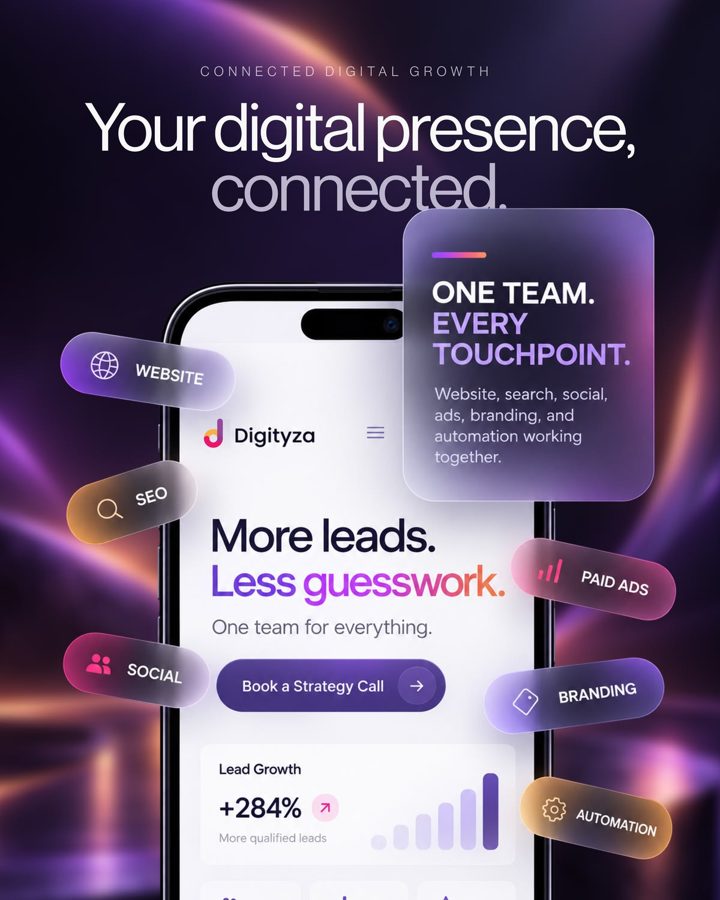 CONNECTED DIGITAL GROWTH
Your digital presence,
connected.
ONE TEAM.
EVERY
TOUCHPOINT.
Website, search, social,
ads, branding, and
automation working
together.
WEBSITE
Digityza
SEO
More leads.
Less guesswork.
One team for everything.
PAID ADS
SOCIAL
Book a Strategy Call
BRANDING
Lead Growth
+284%
More qualified leads
AUTOMATION